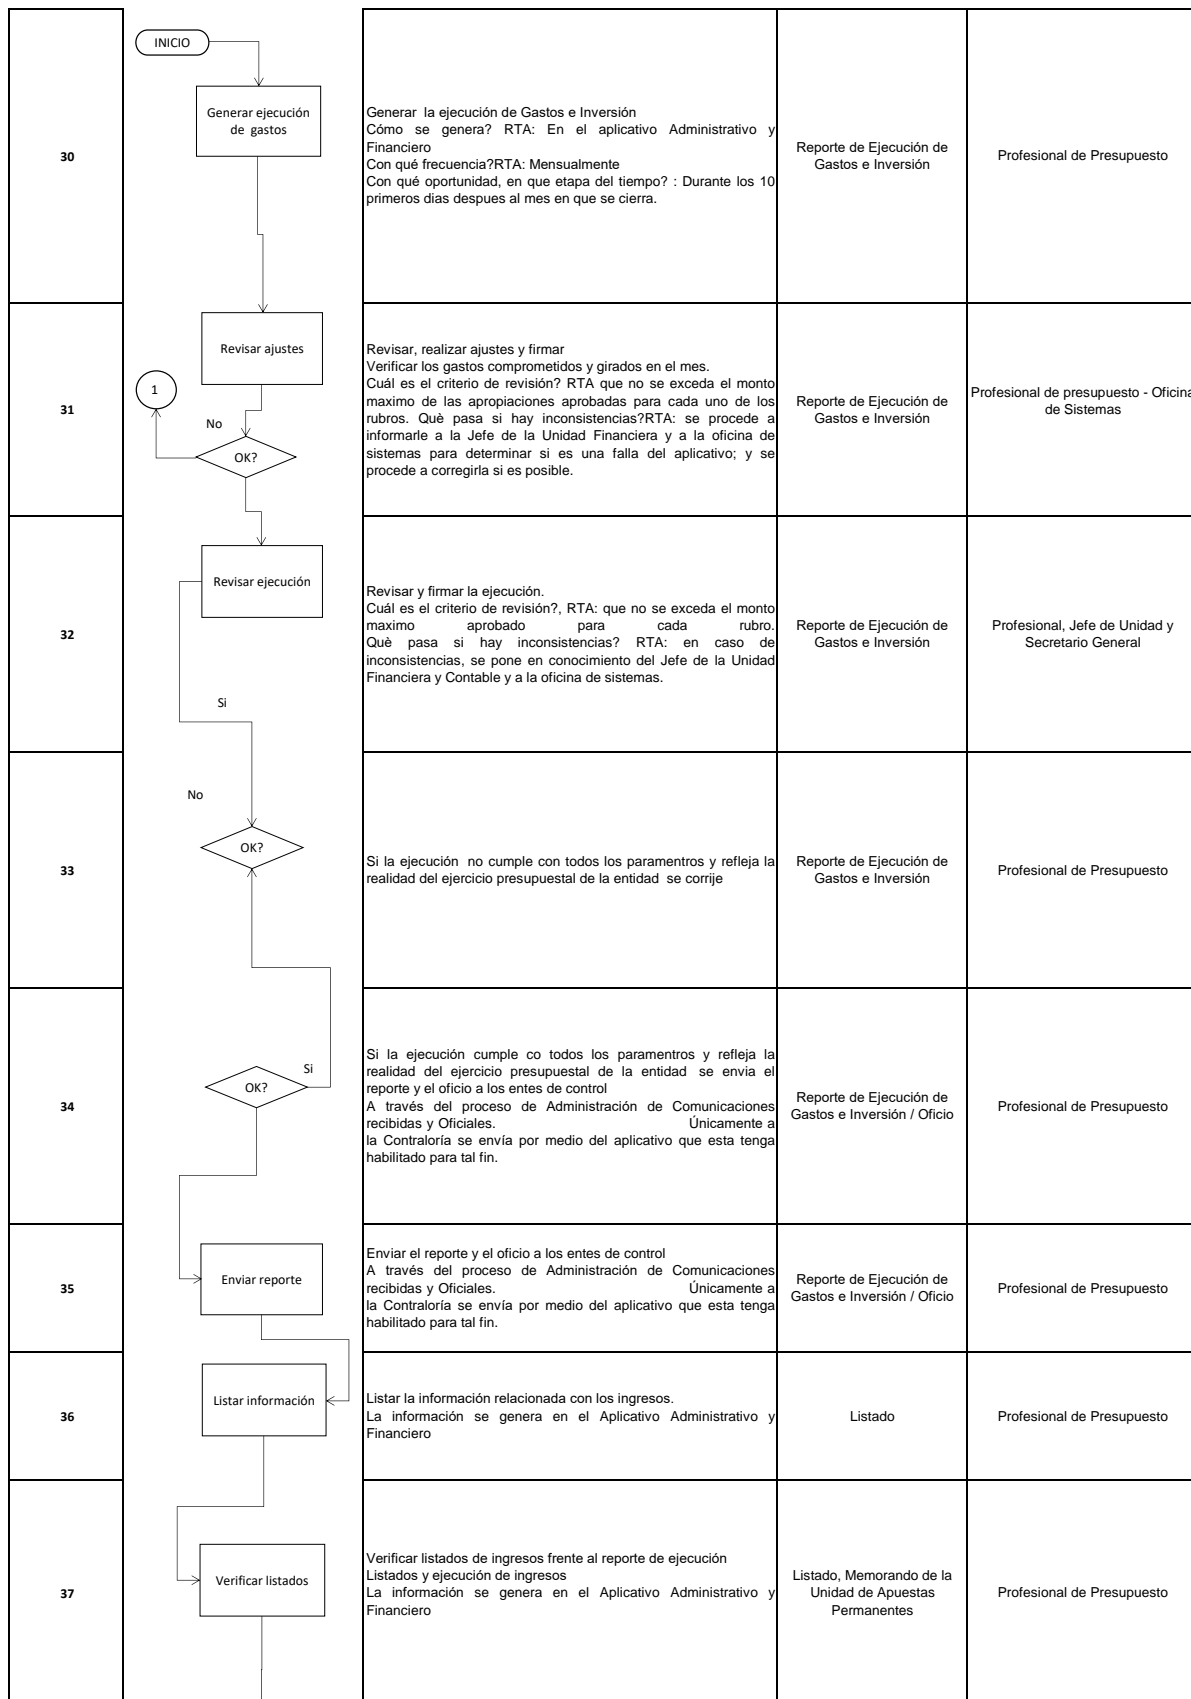 INICIO
30
Generar ejecución
de gastos
Generar la ejecución de Gastos e Inversión
Cómo se genera? RTA: En el aplicativo Administrativo y
Financiero
Con qué frecuencia?RTA: Mensualmente
Con qué oportunidad, en que etapa del tiempo? : Durante los 10
primeros dias despues al mes en que se cierra.
Reporte de Ejecución de
Gastos e Inversión
Profesional de Presupuesto
31
Revisar ajustes
1
No
OK?
Revisar, realizar ajustes y firmar
Verificar los gastos comprometidos y girados en el mes.
Cuál es el criterio de revisión? RTA que no se exceda el monto
maximo de las apropiaciones aprobadas para cada uno de los
rubros. Què pasa si hay inconsistencias?RTA: se procede a
informarle a la Jefe de la Unidad Financiera y a la oficina de
sistemas para determinar si es una falla del aplicativo; y se
procede a corregirla si es posible.
Reporte de Ejecución de
Gastos e Inversión
Profesional de presupuesto - Oficina
de Sistemas
32
Revisar ejecución
Si
Revisar y firmar la ejecución.
Cuál es el criterio de revisión?, RTA: que no se exceda el monto
maximo aprobado para cada rubro.
Què pasa si hay inconsistencias? RTA: en caso de
inconsistencias, se pone en conocimiento del Jefe de la Unidad
Financiera y Contable y a la oficina de sistemas.
Reporte de Ejecución de
Gastos e Inversión
Profesional, Jefe de Unidad y
Secretario General
33
No
OK?
Si la ejecución no cumple con todos los paramentros y refleja la
realidad del ejercicio presupuestal de la entidad se corrije
Reporte de Ejecución de
Gastos e Inversión
Profesional de Presupuesto
34
OK?
Si
Si la ejecución cumple co todos los paramentros y refleja la
realidad del ejercicio presupuestal de la entidad se envia el
reporte y el oficio a los entes de control
A través del proceso de Administración de Comunicaciones
recibidas y Oficiales. Únicamente a
la Contraloría se envía por medio del aplicativo que esta tenga
habilitado para tal fin.
Reporte de Ejecución de
Gastos e Inversión / Oficio
Profesional de Presupuesto
35
Enviar reporte
Enviar el reporte y el oficio a los entes de control
A través del proceso de Administración de Comunicaciones
recibidas y Oficiales. Únicamente a
la Contraloría se envía por medio del aplicativo que esta tenga
habilitado para tal fin.
Reporte de Ejecución de
Gastos e Inversión / Oficio
Profesional de Presupuesto
36
Listar información
Listar la información relacionada con los ingresos.
La información se genera en el Aplicativo Administrativo y
Financiero
Listado
Profesional de Presupuesto
37
Verificar listados
Verificar listados de ingresos frente al reporte de ejecución
Listados y ejecución de ingresos
La información se genera en el Aplicativo Administrativo y
Financiero
Listado, Memorando de la
Unidad de Apuestas
Permanentes
Profesional de Presupuesto